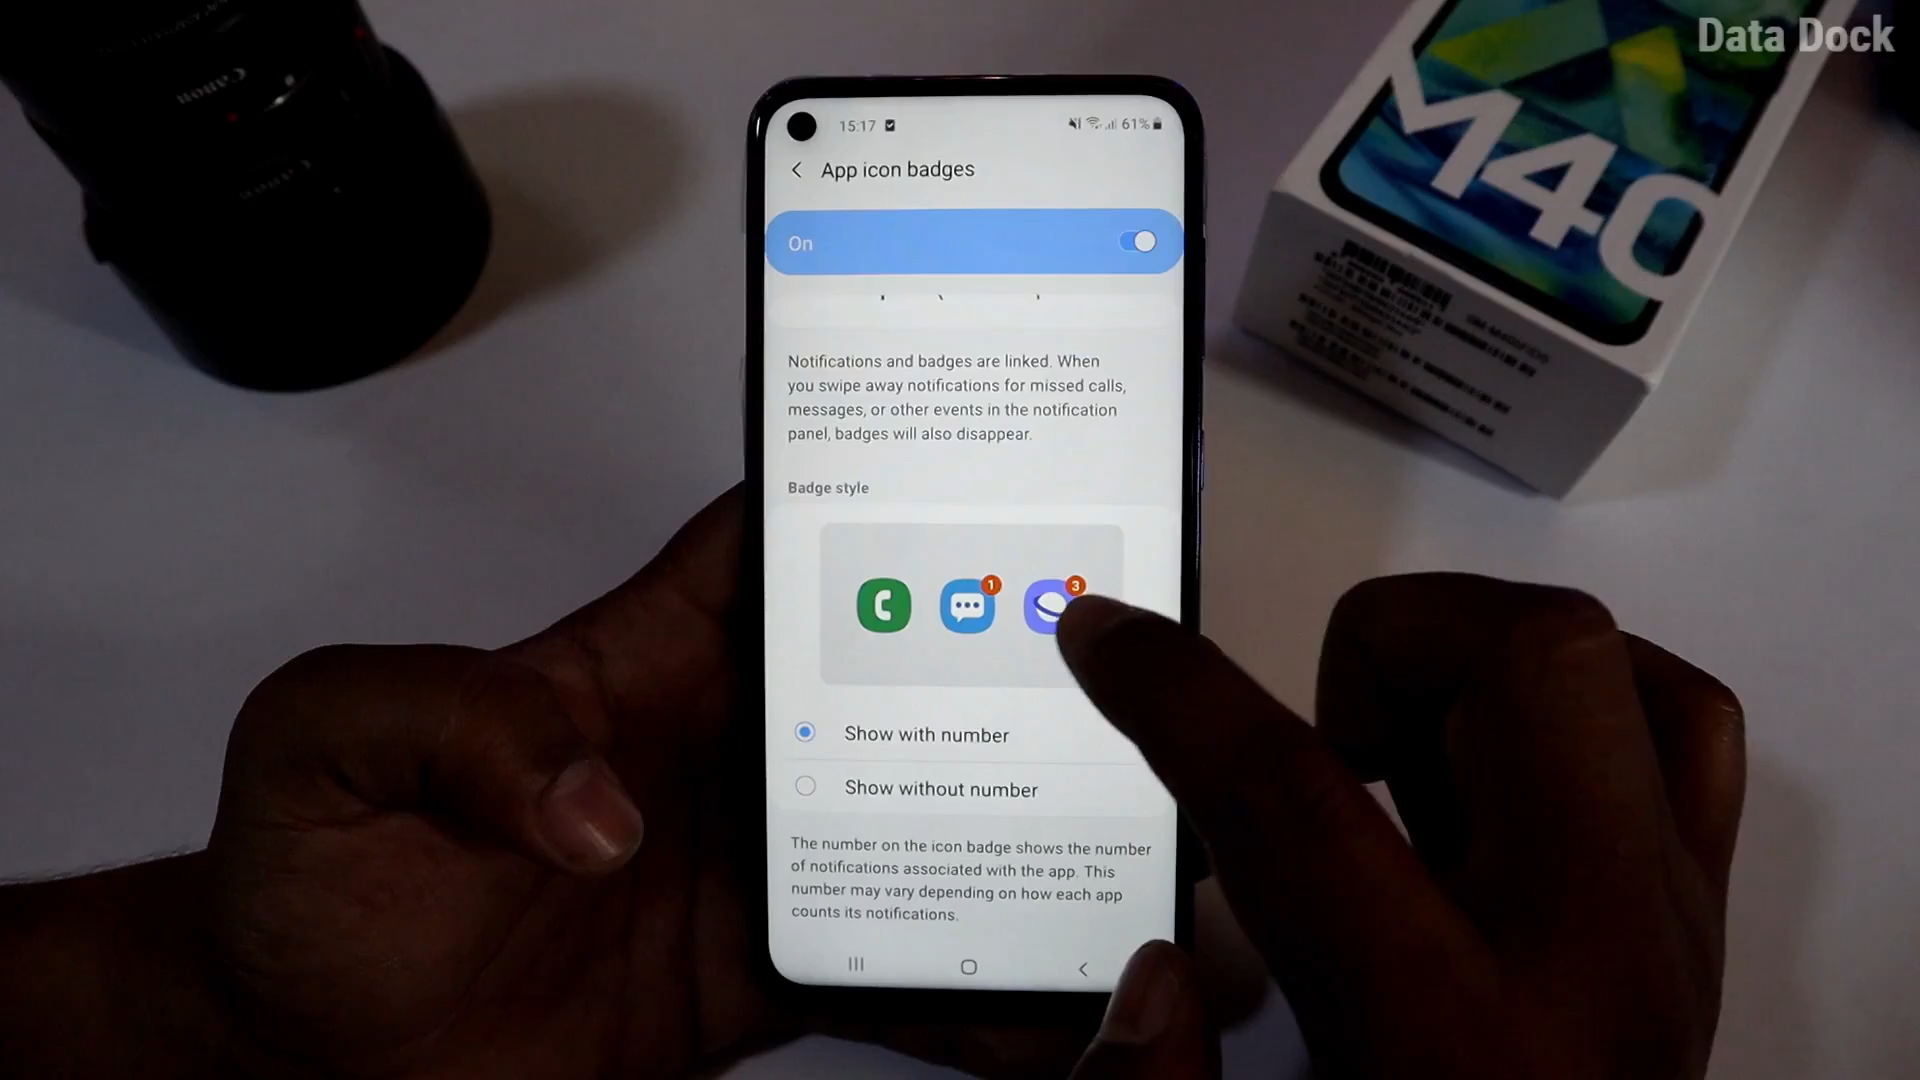 Data Dock
Canon
M40
15:17
61%
App icon badges
On
Notifications and badges are linked. When
you swipe away notifications for missed calls,
messages, or other events in the notification
panel, badges will also disappear.
Badge style
1
3
Show with number
Show without number
The number on the icon badge shows the number
of notifications associated with the app. This
number may vary depending on how each app
counts its notifications.